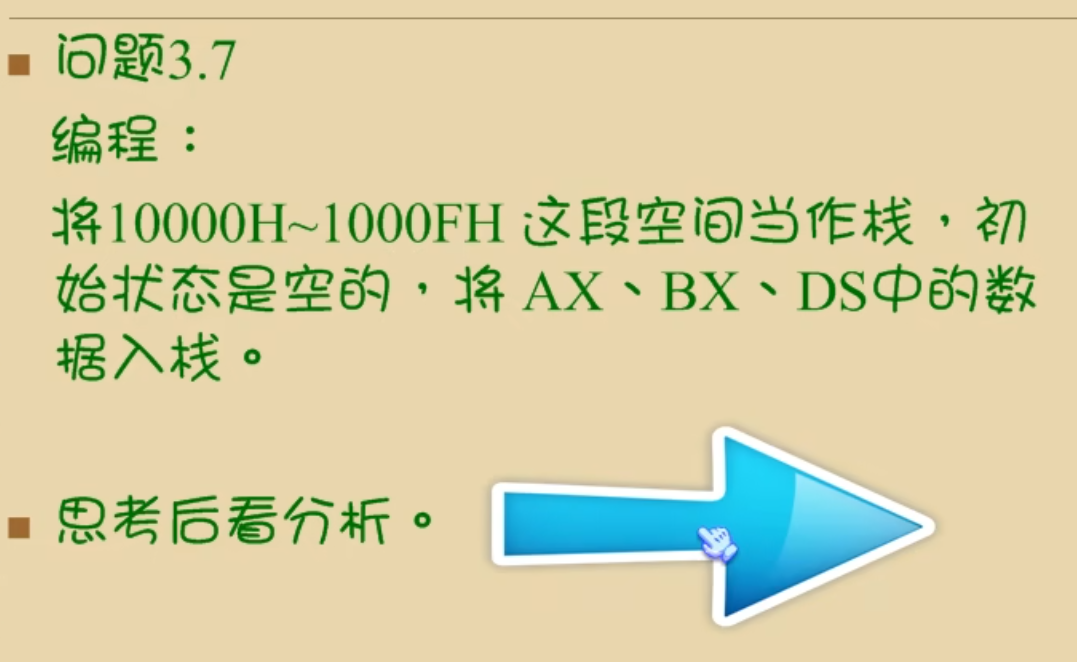 问题3.7
编程：
将10000H~1000FH 这段空间当作栈，初
始状态是空的，将 AX、BX、DS中的数
据入栈。
思考后看分析。